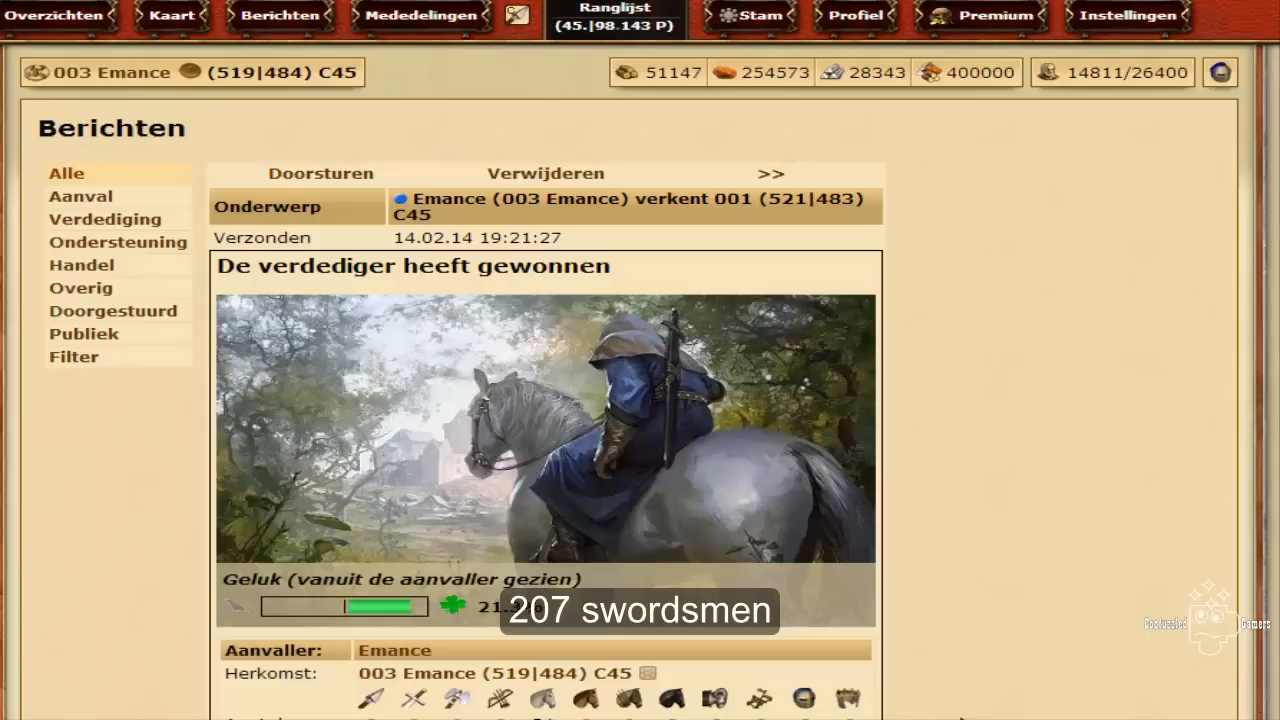 Overzichten Kaart Berichten Mededelingen Ranglijst Stam Profiel Premium Instellingen
(45.|98.143 P)
003 Emance (519|484) C45 51147 254573 28343 400000 14811/26400
Berichten
Alle
Aanval
Verdediging
Ondersteuning
Handel
Overig
Doorgestuurd
Publiek
Filter
Doorsturen Verwijderen >>
Onderwerp Emance (003 Emance) verkent 001 (521|483)
C45
Verzonden 14.02.14 19:21:27
De verdediger heeft gewonnen
Geluk (vanuit de aanvaller gezien)
207 swordsmen
Confuzzled Gamers
Aanvaller: Emance
Herkomst: 003 Emance (519|484) C45